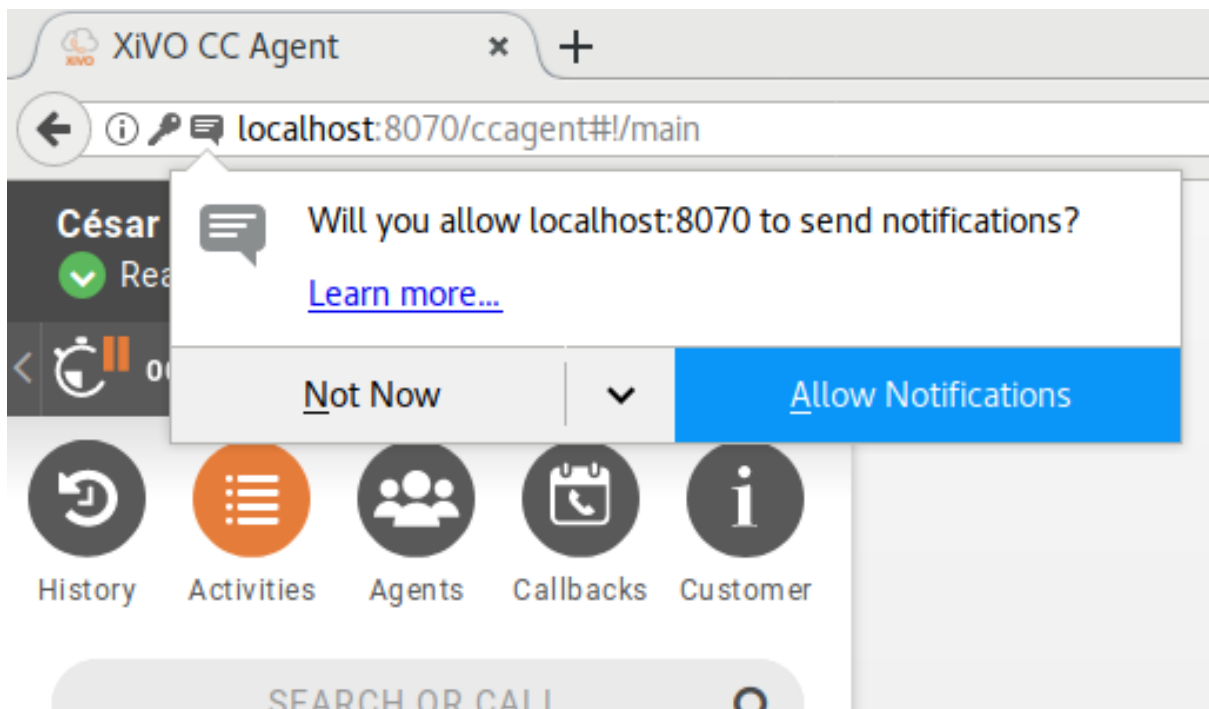 XiVO CC Agent
localhost:8070/ccagent#!/main
César
Will you allow localhost:8070 to send notifications?
Learn more...
Not Now
Allow Notifications
History Activities Agents Callbacks Customer
SEARCH OR CALL